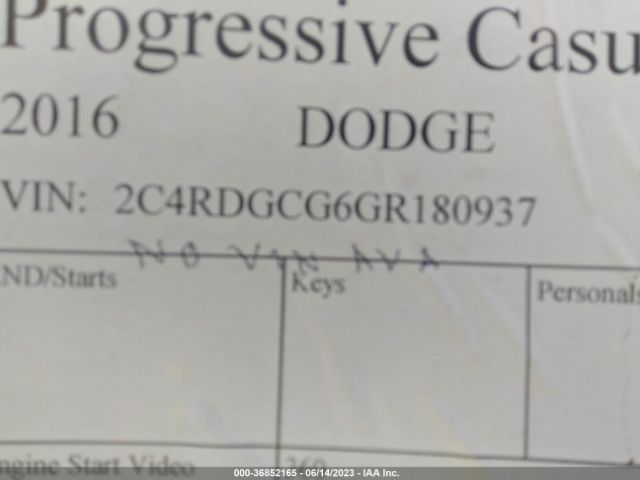 Progressive Casu
2016 DODGE
VIN: 2C4RDGCG6GR180937
NO VIN AVA
ND/Starts Keys Personals
ngine Start Video 360
000-36852165 - 06/14/2023 - IAA Inc.